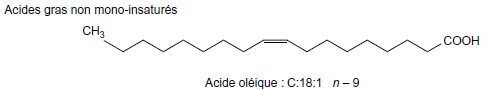 Acides gras non mono-insaturés
CH3
COOH
Acide oléique : C:18:1 n – 9